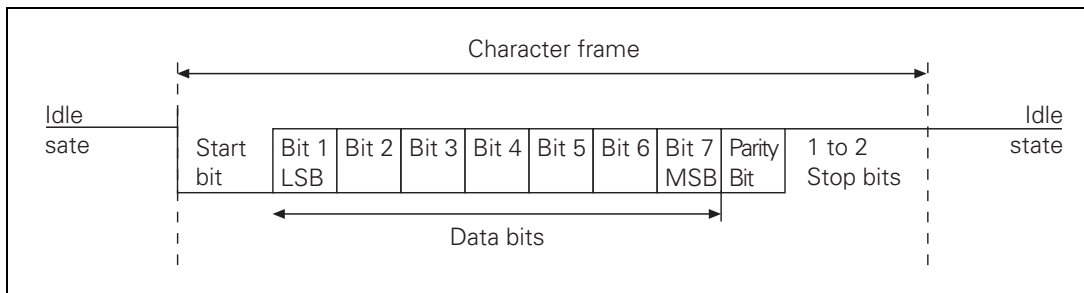 Character frame
Idle
sate
Idle
state
Start
bit
Bit 1
LSB
Bit 2
Bit 3
Bit 4
Bit 5
Bit 6
Bit 7
MSB
Parity
Bit
1 to 2
Stop bits
Data bits